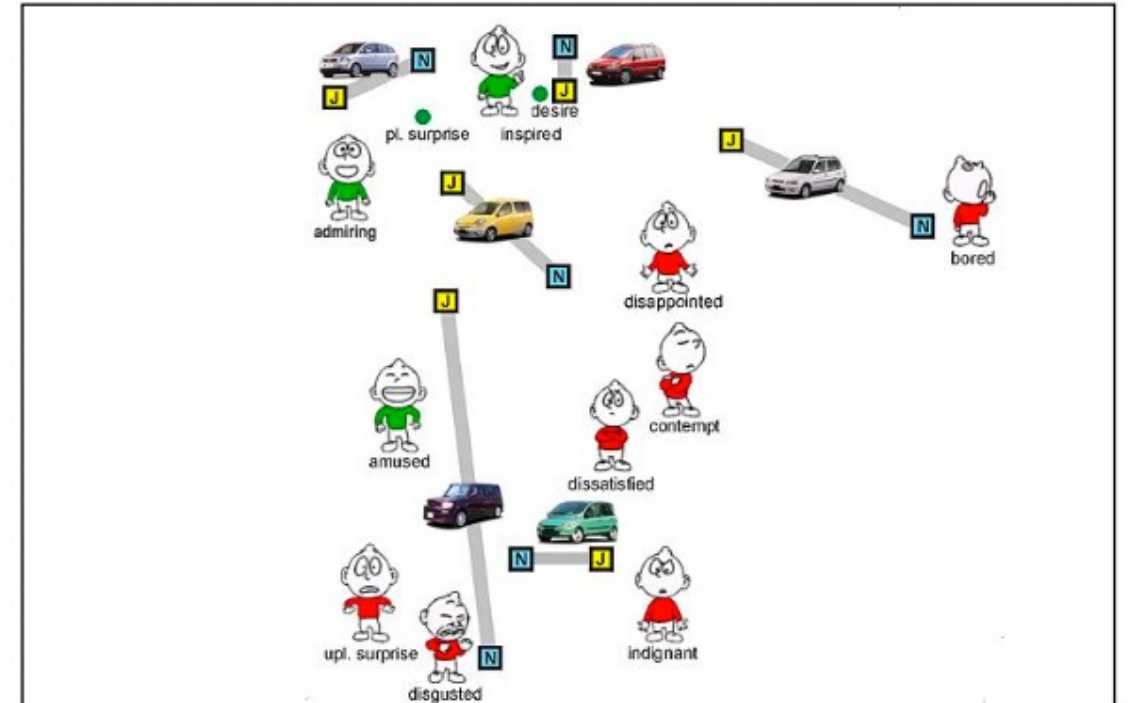 N
N
J
J
desire
pl. surprise
inspired
J
J
admiring
N
bored
N
disappointed
J
contempt
amused
dissatisfied
N
J
upl. surprise
indignant
N
disgusted